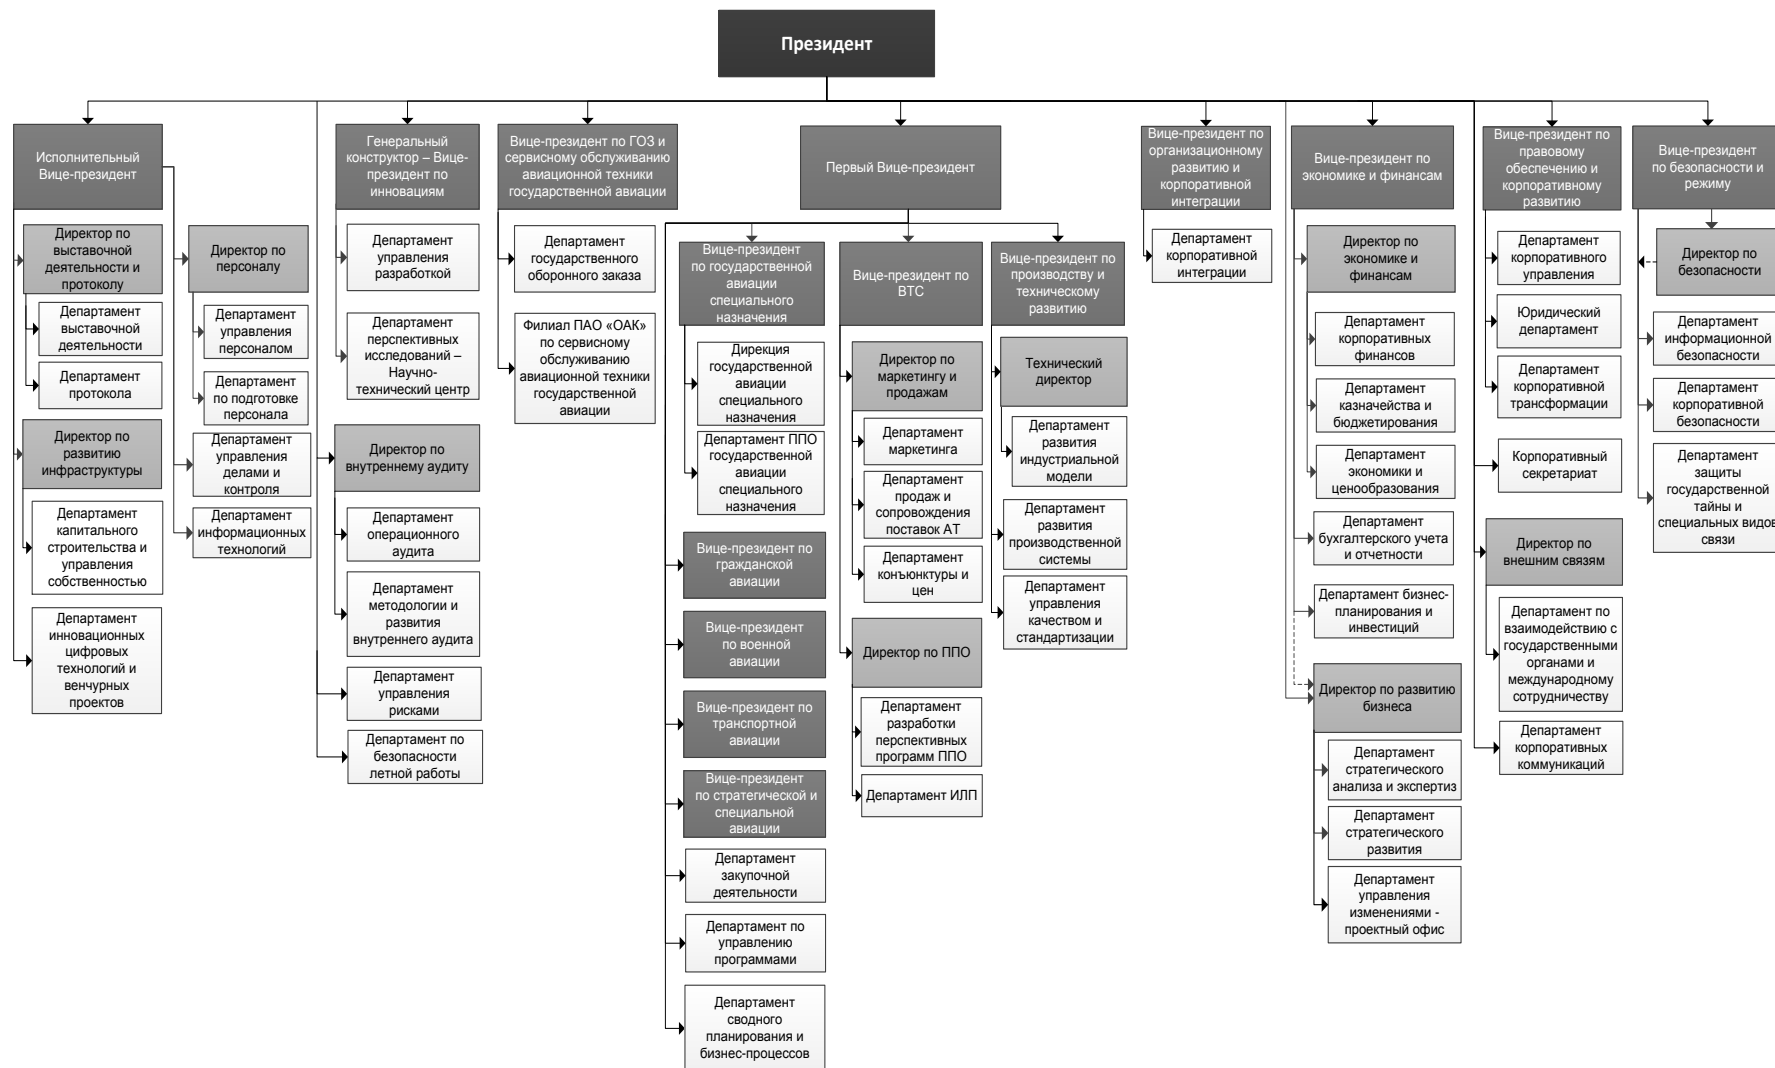 Президент
Исполнительный
Вице-президент
Директор по
выставочной
деятельности и
протоколу
Департамент
выставочной
деятельности
Департамент
протокола
Директор по
развитию
инфраструктуры
Департамент
капитального
строительства и
управления
собственностью
Департамент
инновационных
цифровых
технологий и
венчурных
проектов
Директор по
персоналу
Департамент
управления
персоналом
Департамент
по подготовке
персонала
Департамент
управления
делами и
контроля
Департамент
информационных
технологий
Генеральный
конструктор – Вице-
президент по
инновациям
Департамент
управления
разработкой
Департамент
перспективных
исследований –
Научно-
технический центр
Директор по
внутреннему аудиту
Департамент
операционного
аудита
Департамент
методологии и
развития
внутреннего аудита
Департамент
управления
рисками
Департамент по
безопасности
летной работы
Вице-президент по ГОЗ и
сервисному обслуживанию
авиационной техники
государственной авиации
Департамент
государственного
оборонного заказа
Филиал ПАО «ОАК»
по сервисному
обслуживанию
авиационной техники
государственной
авиации
Первый Вице-президент
Вице-президент
по государственной
авиации
специального
назначения
Дирекция
государственной
авиации
специального
назначения
Департамент ППО
государственной
авиации
специального
назначения
Вице-президент по
гражданской
авиации
Вице-президент
по военной
авиации
Вице-президент по
транспортной
авиации
Вице-президент
по стратегической и
специальной
авиации
Департамент
закупочной
деятельности
Департамент по
управлению
программами
Департамент
сводного
планирования и
бизнес-процессов
Вице-президент по
ВТС
Директор по
маркетингу и
продажам
Департамент
маркетинга
Департамент
продаж и
сопровождения
поставок АТ
Департамент
конъюнктуры и
цен
Директор по ППО
Департамент
разработки
перспективных
программ ППО
Департамент ИЛП
Вице-президент по
производству и
техническому
развитию
Технический
директор
Департамент
развития
индустриальной
модели
Департамент
развития
производственной
системы
Департамент
управления
качеством и
стандартизации
Вице-президент по
организационному
развитию и
корпоративной
интеграции
Департамент
корпоративной
интеграции
Вице-президент по
экономике и финансам
Директор по
экономике и
финансам
Департамент
корпоративных
финансов
Департамент
казначейства и
бюджетирования
Департамент
экономики и
ценообразования
Департамент
бухгалтерского учета
и отчетности
Департамент бизнес-
планирования и
инвестиций
Директор по развитию
бизнеса
Департамент
стратегического
анализа и экспертиз
Департамент
стратегического
развития
Департамент
управления
изменениями -
проектный офис
Вице-президент по
правовому
обеспечению и
корпоративному
развитию
Департамент
корпоративного
управления
Юридический
департамент
Департамент
корпоративной
трансформации
Корпоративный
секретариат
Директор по
внешним связям
Департамент по
взаимодействию с
государственными
органами и
международному
сотрудничеству
Департамент
корпоративных
коммуникаций
Вице-президент
по безопасности и
режиму
Директор по
безопасности
Департамент
информационной
безопасности
Департамент
корпоративной
безопасности
Департамент
защиты
государственной
тайны и
специальных видов
связи